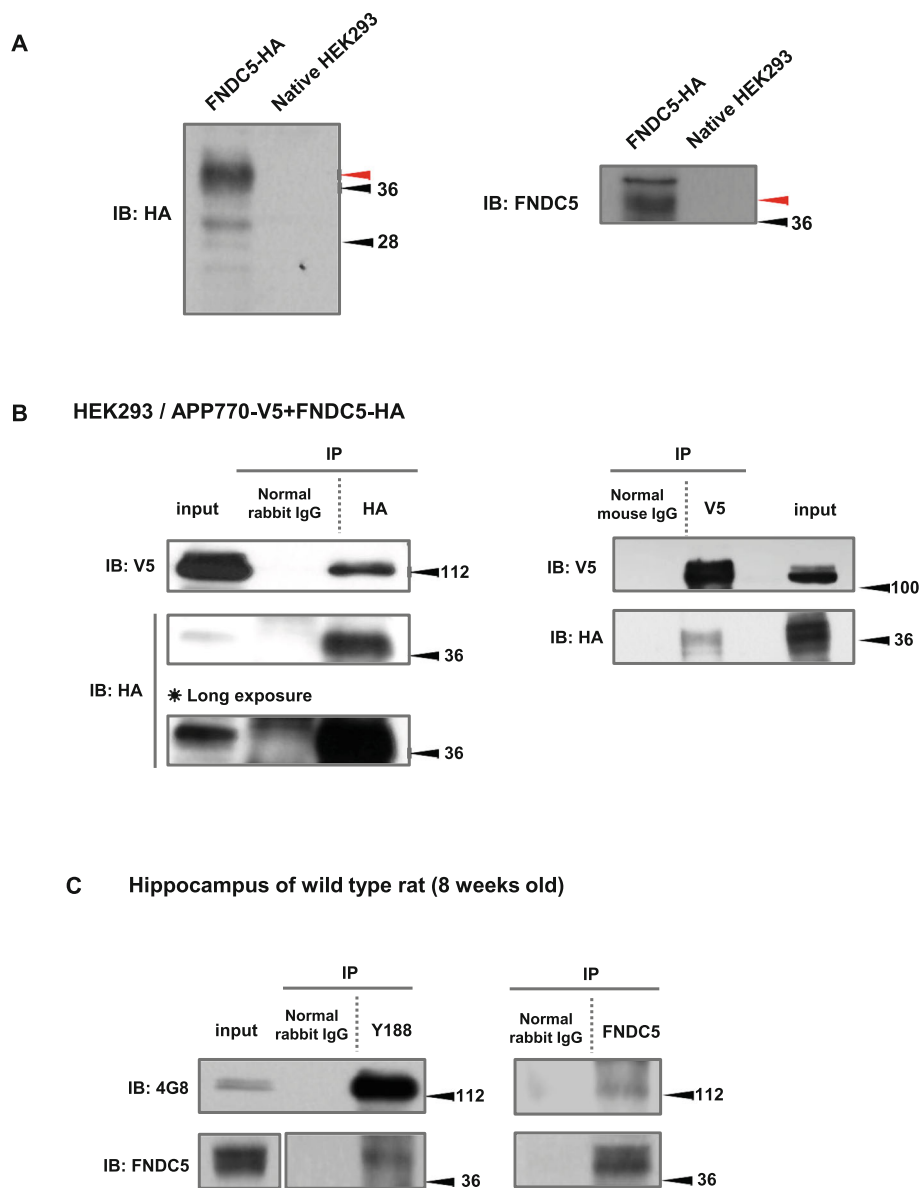 A
FNDC5-HA
Native HEK293
IB: HA
36
28
FNDC5-HA
Native HEK293
IB: FNDC5
36
B
HEK293 / APP770-V5+FNDC5-HA
IP
input
Normal
rabbit IgG
HA
IB: V5
112
IB: HA
36
✷ Long exposure
36
IP
Normal
mouse IgG
V5
input
IB: V5
100
IB: HA
36
C
Hippocampus of wild type rat (8 weeks old)
IP
input
Normal
rabbit IgG
Y188
IB: 4G8
112
IB: FNDC5
36
IP
Normal
rabbit IgG
FNDC5
112
36